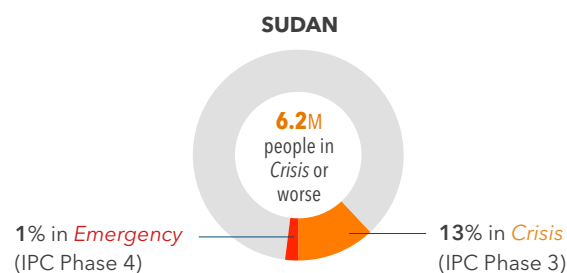 SUDAN
6.2M
people in
Crisis or
worse
1% in Emergency
(IPC Phase 4)
13% in Crisis
(IPC Phase 3)